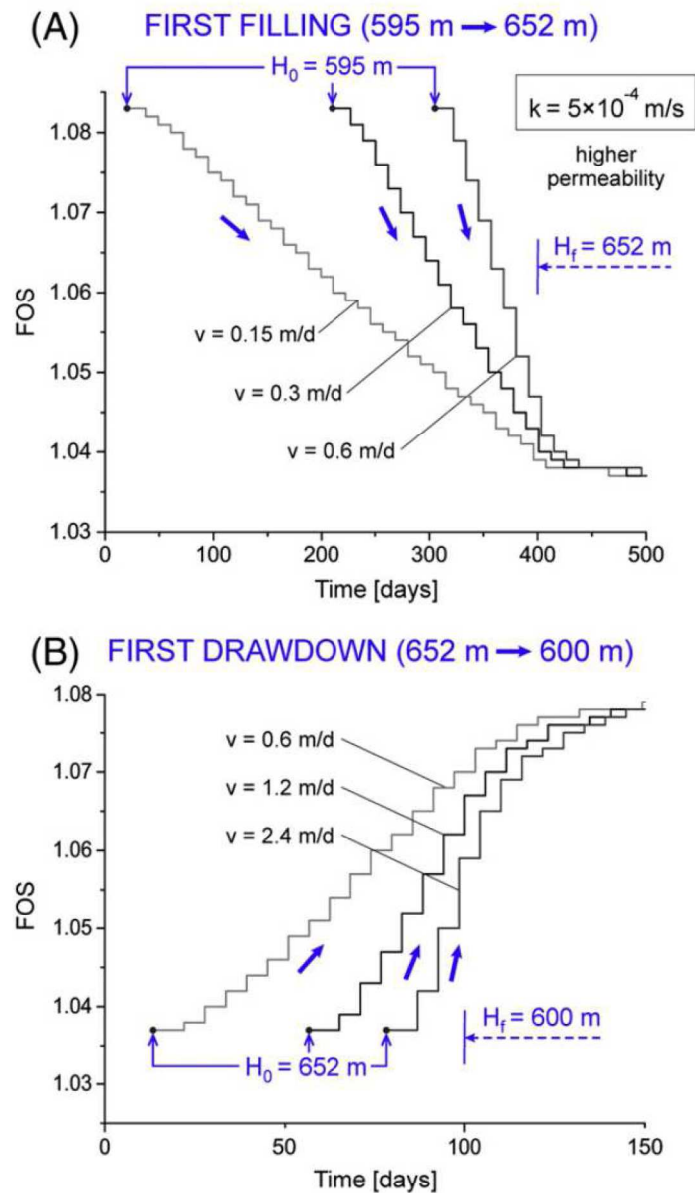 (A) FIRST FILLING (595 m → 652 m)
H₀ = 595 m
k = 5×10⁻⁴ m/s
higher
permeability
H_f = 652 m
v = 0.15 m/d
v = 0.3 m/d
v = 0.6 m/d
FOS
1.08
1.07
1.06
1.05
1.04
1.03
0 100 200 300 400 500
Time [days]
(B) FIRST DRAWDOWN (652 m → 600 m)
v = 0.6 m/d
v = 1.2 m/d
v = 2.4 m/d
H_f = 600 m
H₀ = 652 m
FOS
1.08
1.07
1.06
1.05
1.04
1.03
0 50 100 150
Time [days]